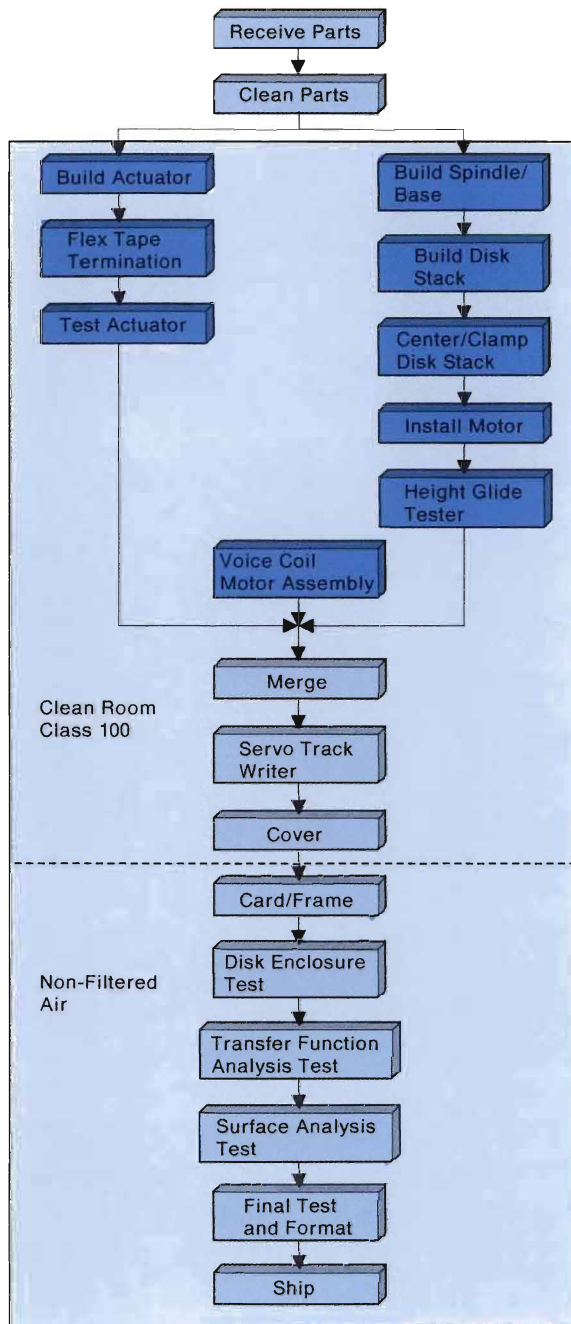 Receive Parts
Clean Parts
Build Actuator
Flex Tape
Termination
Test Actuator
Build Spindle/
Base
Build Disk
Stack
Center/Clamp
Disk Stack
Install Motor
Height Glide
Tester
Voice Coil
Motor Assembly
Merge
Clean Room
Class 100
Servo Track
Writer
Cover
Card/Frame
Non-Filtered
Air
Disk Enclosure
Test
Transfer Function
Analysis Test
Surface Analysis
Test
Final Test
and Format
Ship